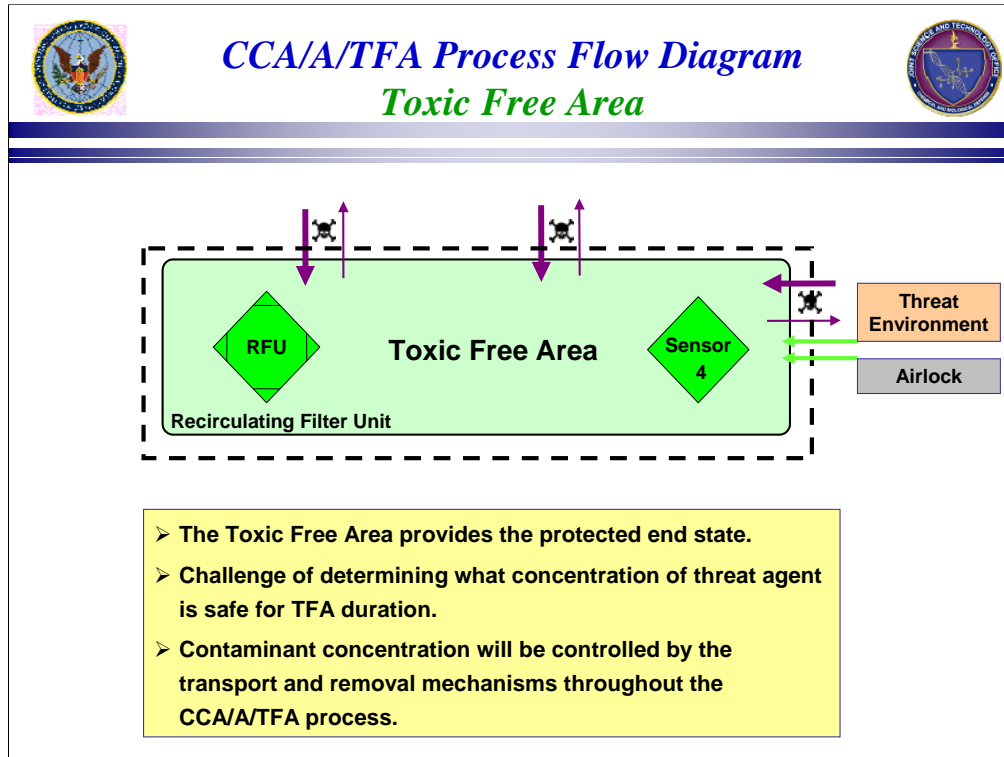 CCA/A/TFA Process Flow Diagram
Toxic Free Area
RFU
Toxic Free Area
Sensor
4
Recirculating Filter Unit
Threat
Environment
Airlock
➢ The Toxic Free Area provides the protected end state.
➢ Challenge of determining what concentration of threat agent
is safe for TFA duration.
➢ Contaminant concentration will be controlled by the
transport and removal mechanisms throughout the
CCA/A/TFA process.